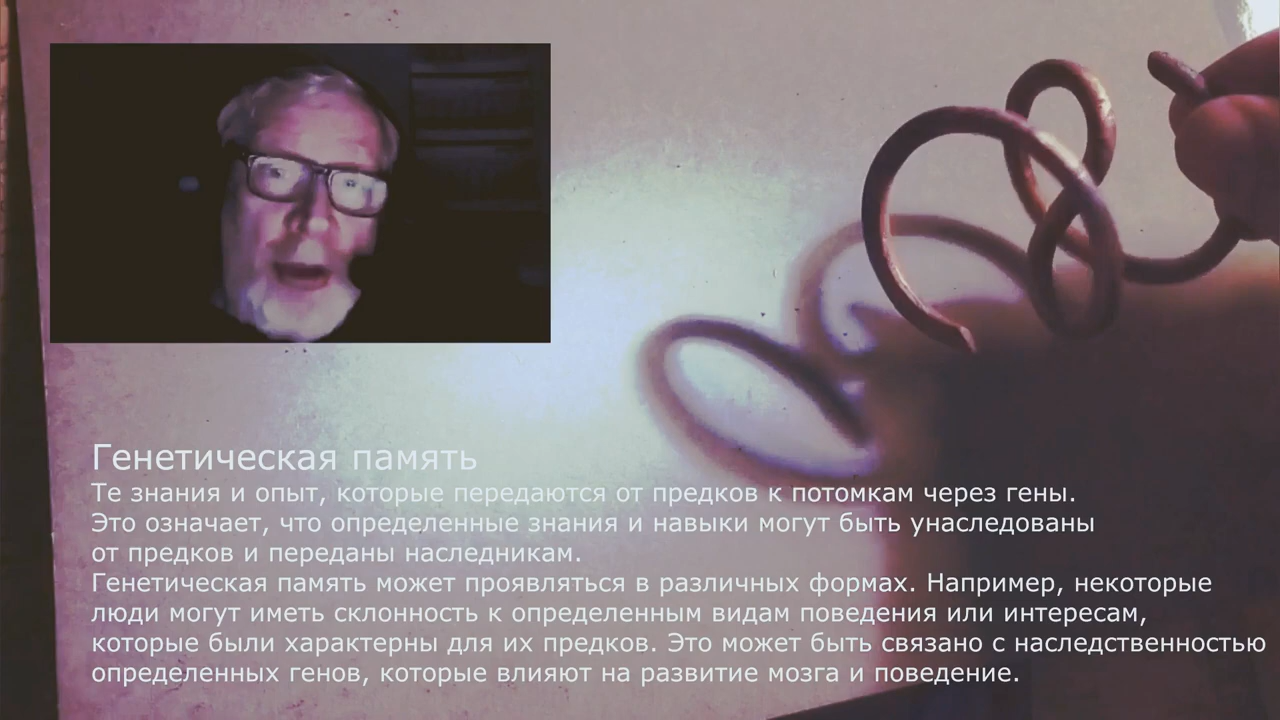 Генетическая память
Те знания и опыт, которые передаются от предков к потомкам через гены.
Это означает, что определенные знания и навыки могут быть унаследованы
от предков и переданы наследникам.
Генетическая память может проявляться в различных формах. Например, некоторые
люди могут иметь склонность к определенным видам поведения или интересам,
которые были характерны для их предков. Это может быть связано с наследственностью
определенных генов, которые влияют на развитие мозга и поведение.